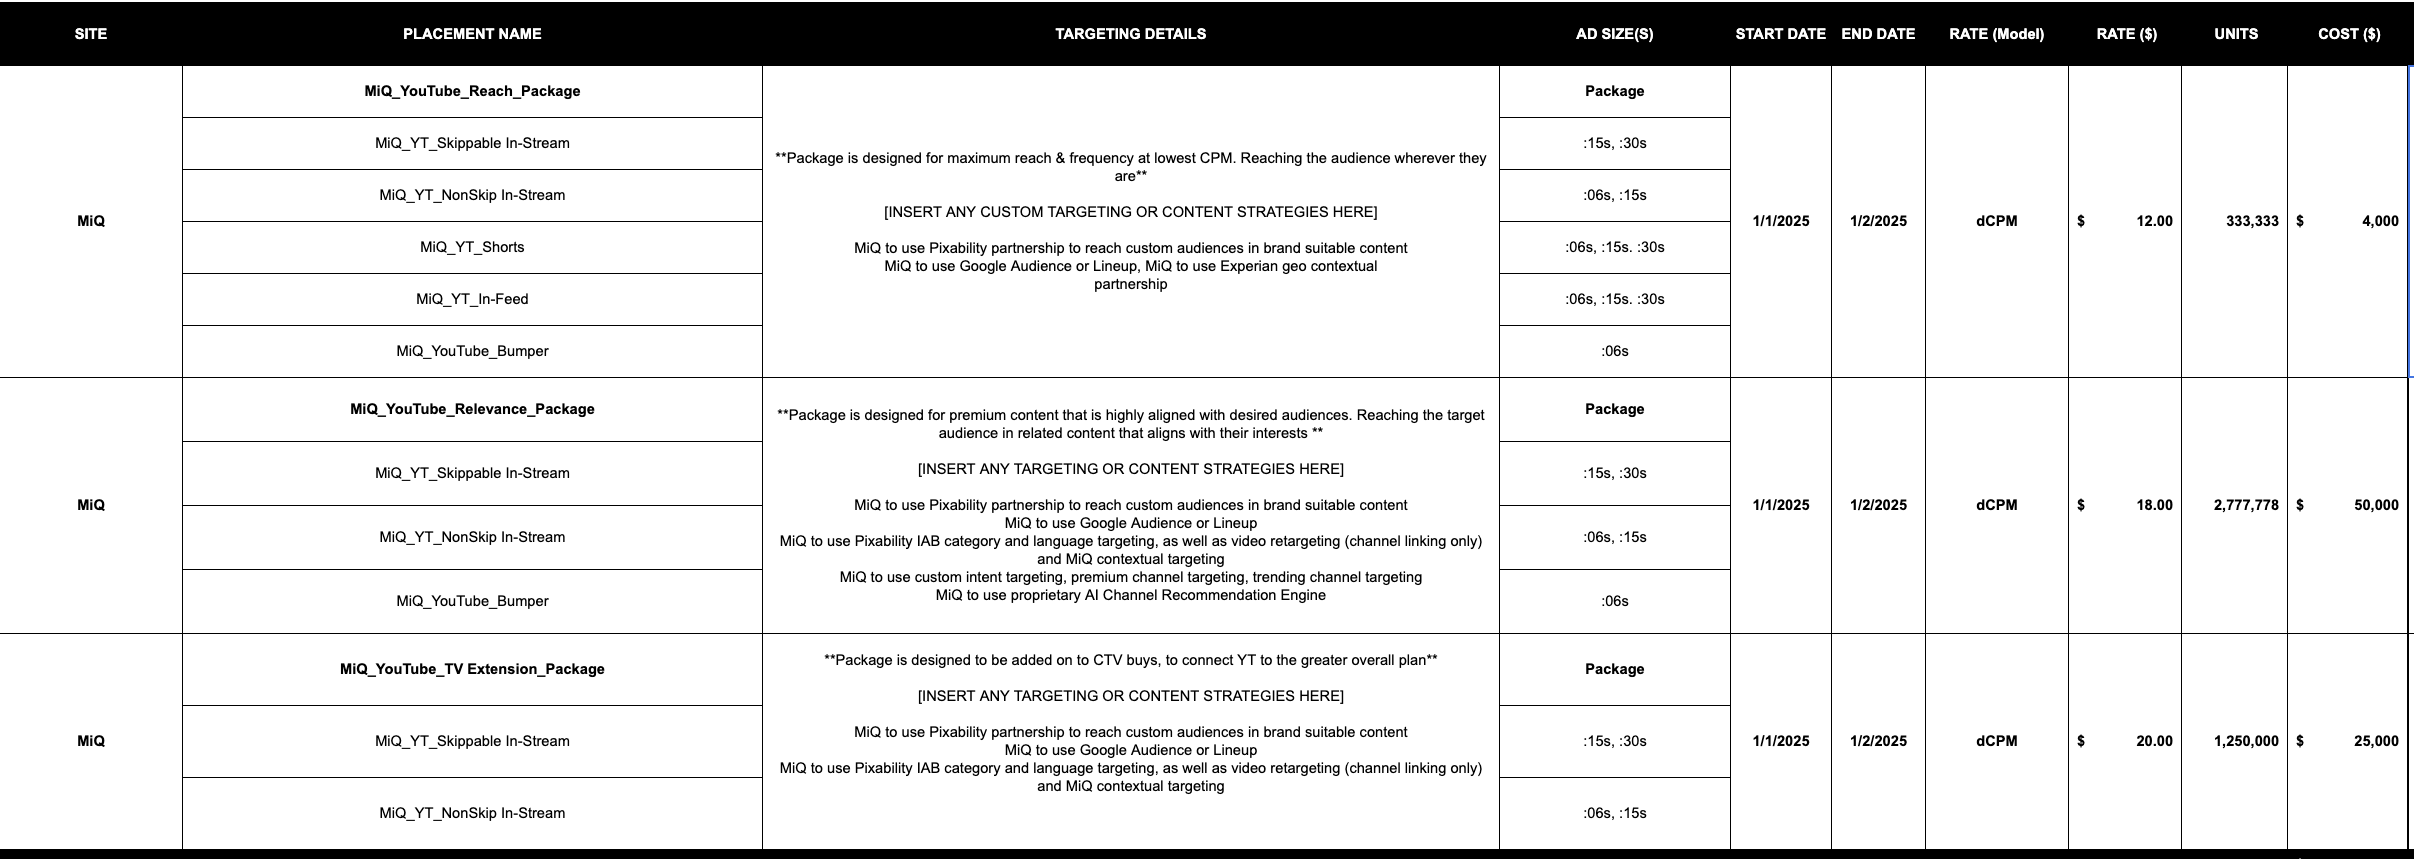 SITE PLACEMENT NAME TARGETING DETAILS AD SIZE(S) START DATE END DATE RATE (Model) RATE ($) UNITS COST ($)
MiQ
MiQ_YouTube_Reach_Package
MiQ_YT_Skippable In-Stream
MiQ_YT_NonSkip In-Stream
MiQ_YT_Shorts
MiQ_YT_In-Feed
MiQ_YouTube_Bumper
**Package is designed for maximum reach & frequency at lowest CPM. Reaching the audience wherever they
are**
[INSERT ANY CUSTOM TARGETING OR CONTENT STRATEGIES HERE]
MiQ to use Pixability partnership to reach custom audiences in brand suitable content
MiQ to use Google Audience or Lineup, MiQ to use Experian geo contextual
partnership
Package
:15s, :30s
:06s, :15s
:06s, :15s. :30s
:06s, :15s. :30s
:06s
1/1/2025 1/2/2025 dCPM $ 12.00 333,333 $ 4,000
MiQ
MiQ_YouTube_Relevance_Package
MiQ_YT_Skippable In-Stream
MiQ_YT_NonSkip In-Stream
MiQ_YouTube_Bumper
**Package is designed for premium content that is highly aligned with desired audiences. Reaching the target
audience in related content that aligns with their interests **
[INSERT ANY TARGETING OR CONTENT STRATEGIES HERE]
MiQ to use Pixability partnership to reach custom audiences in brand suitable content
MiQ to use Google Audience or Lineup
MiQ to use Pixability IAB category and language targeting, as well as video retargeting (channel linking only)
and MiQ contextual targeting
MiQ to use custom intent targeting, premium channel targeting, trending channel targeting
MiQ to use proprietary AI Channel Recommendation Engine
Package
:15s, :30s
:06s, :15s
:06s
1/1/2025 1/2/2025 dCPM $ 18.00 2,777,778 $ 50,000
MiQ
MiQ_YouTube_TV Extension_Package
MiQ_YT_Skippable In-Stream
MiQ_YT_NonSkip In-Stream
**Package is designed to be added on to CTV buys, to connect YT to the greater overall plan**
[INSERT ANY TARGETING OR CONTENT STRATEGIES HERE]
MiQ to use Pixability partnership to reach custom audiences in brand suitable content
MiQ to use Google Audience or Lineup
MiQ to use Pixability IAB category and language targeting, as well as video retargeting (channel linking only)
and MiQ contextual targeting
Package
:15s, :30s
:06s, :15s
1/1/2025 1/2/2025 dCPM $ 20.00 1,250,000 $ 25,000